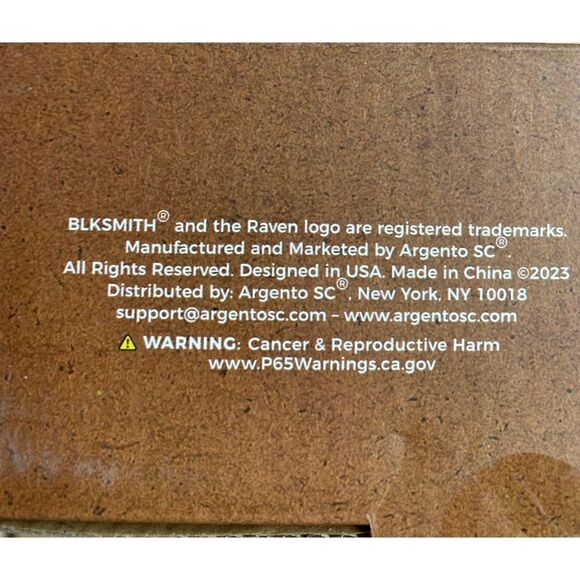 BLKSMITH® and the Raven logo are registered trademarks.
Manufactured and Marketed by Argento SC®.
All Rights Reserved. Designed in USA. Made in China ©2023
Distributed by: Argento SC®, New York, NY 10018
support@argentosc.com – www.argentosc.com
⚠ WARNING: Cancer & Reproductive Harm
www.P65Warnings.ca.gov